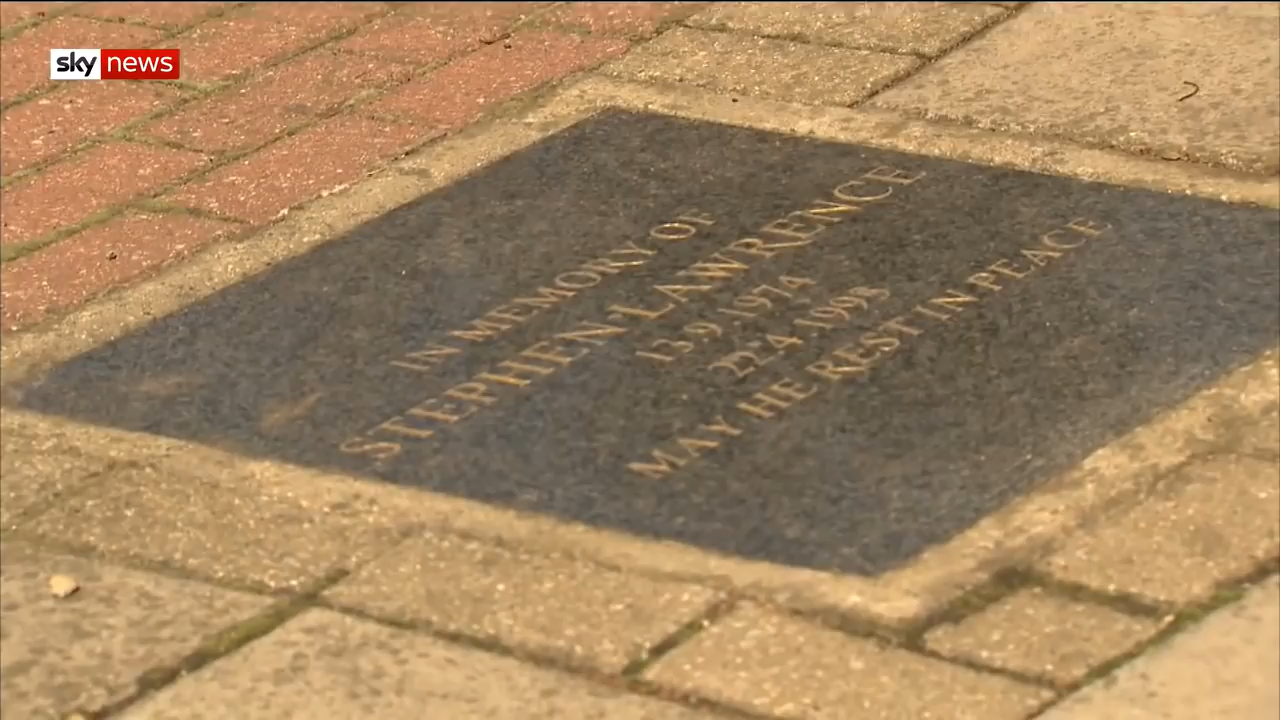 sky news
IN MEMORY OF
STEPHEN LAWRENCE
13.9.1974
22.4.1993
MAY HE REST IN PEACE